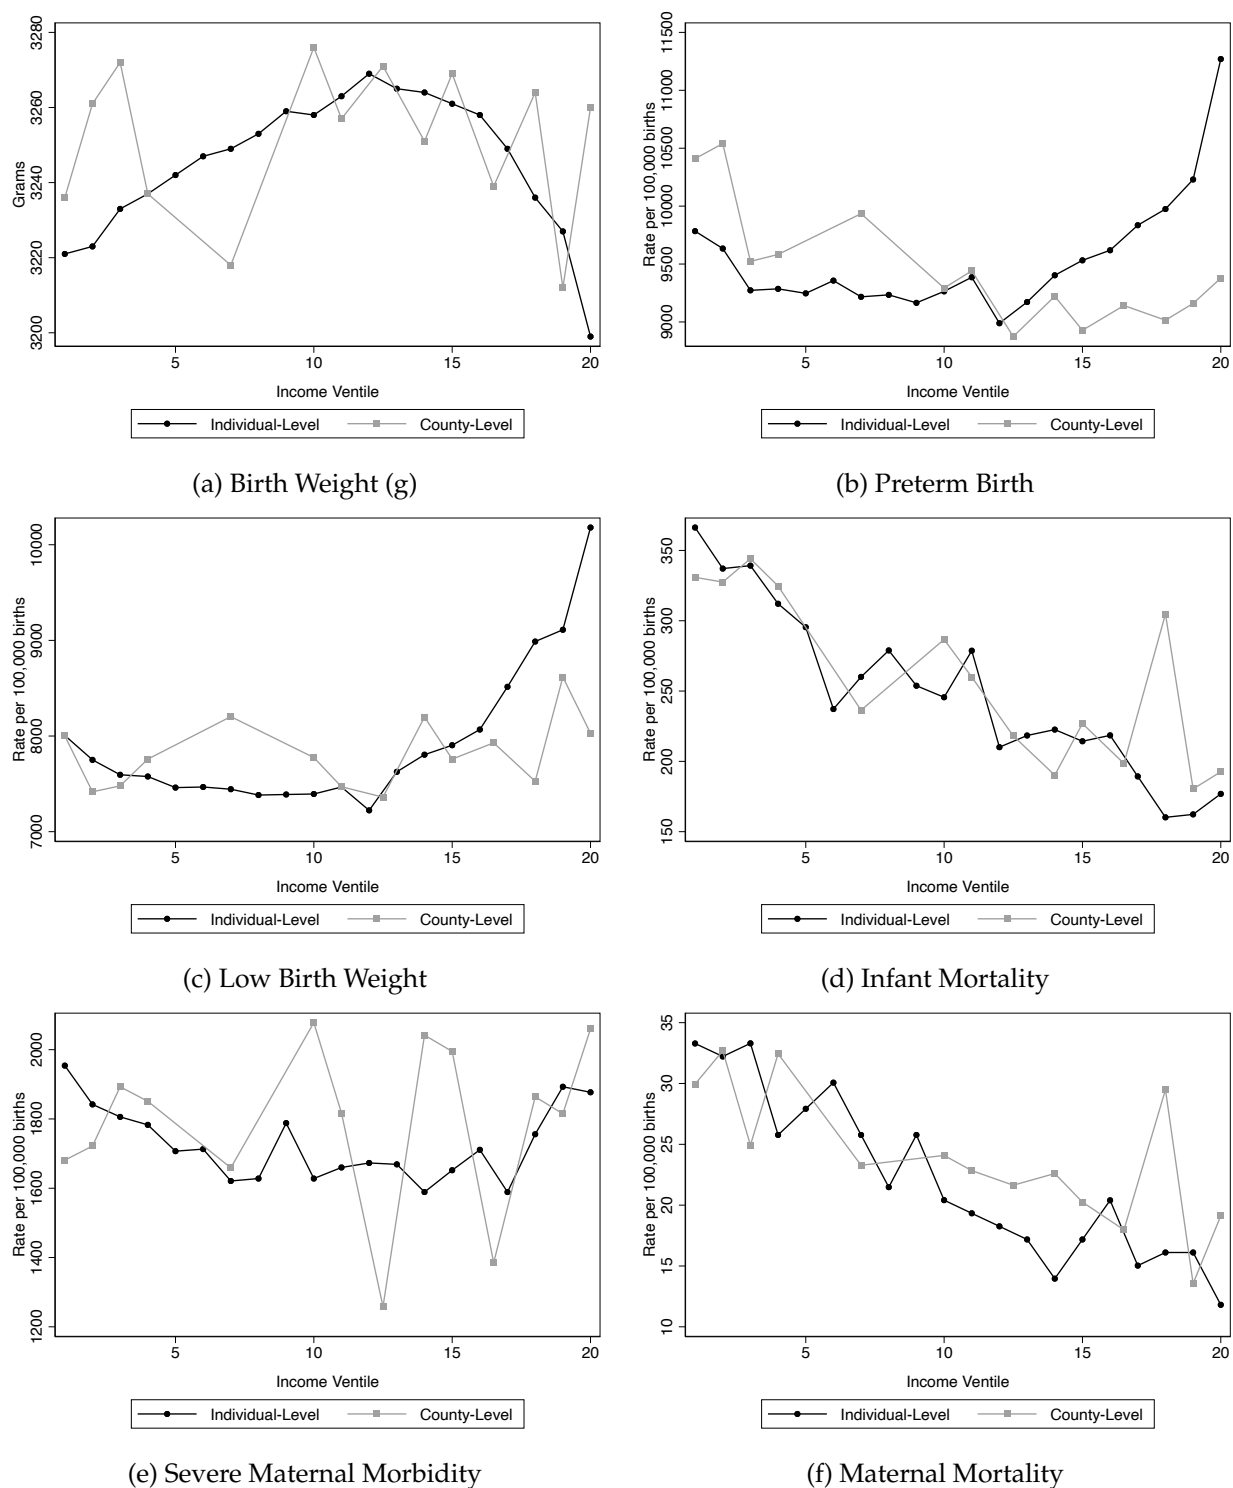 3280
3260
3240
3220
3200
Grams
5 10 15 20
Income Ventile
Individual-Level County-Level
(a) Birth Weight (g)
11500
11000
10500
10000
9500
9000
Rate per 100,000 births
5 10 15 20
Income Ventile
Individual-Level County-Level
(b) Preterm Birth
10000
9000
8000
7000
Rate per 100,000 births
5 10 15 20
Income Ventile
Individual-Level County-Level
(c) Low Birth Weight
350
300
250
200
150
Rate per 100,000 births
5 10 15 20
Income Ventile
Individual-Level County-Level
(d) Infant Mortality
2000
1800
1600
1400
1200
Rate per 100,000 births
5 10 15 20
Income Ventile
Individual-Level County-Level
(e) Severe Maternal Morbidity
35
30
25
20
15
10
Rate per 100,000 births
5 10 15 20
Income Ventile
Individual-Level County-Level
(f) Maternal Mortality